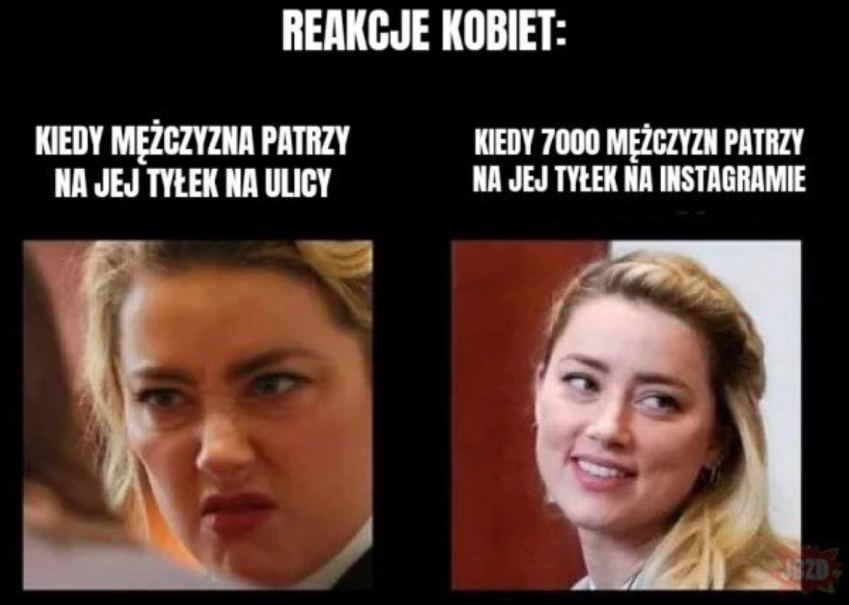 REAKCJE KOBIET:
KIEDY MĘŻCZYZNA PATRZY
NA JEJ TYŁEK NA ULICY
KIEDY 7000 MĘŻCZYZN PATRZY
NA JEJ TYŁEK NA INSTAGRAMIE
JBZD